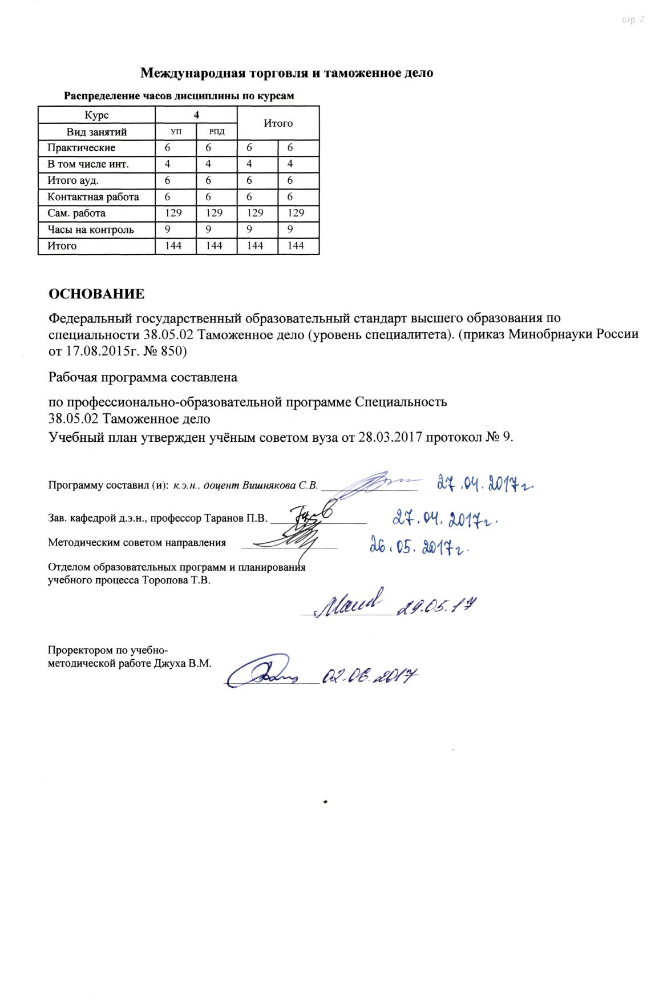 стр. 2
Международная торговля и таможенное дело
Распределение часов дисциплины по курсам
Курс 4 Итого
Вид занятий УП РПД
Практические 6 6 6 6
В том числе инт. 4 4 4 4
Итого ауд. 6 6 6 6
Контактная работа 6 6 6 6
Сам. работа 129 129 129 129
Часы на контроль 9 9 9 9
Итого 144 144 144 144
ОСНОВАНИЕ
Федеральный государственный образовательный стандарт высшего образования по
специальности 38.05.02 Таможенное дело (уровень специалитета). (приказ Минобрнауки России
от 17.08.2015г. № 850)
Рабочая программа составлена
по профессионально-образовательной программе Специальность
38.05.02 Таможенное дело
Учебный план утвержден учёным советом вуза от 28.03.2017 протокол № 9.
Программу составил (и): к.э.н., доцент Вишнякова С.В. 27.04.2017г
Зав. кафедрой д.э.н., профессор Таранов П.В. 27.04.2017г.
Методическим советом направления 26.05.2017г.
Отделом образовательных программ и планирования
учебного процесса Торопова Т.В.
29.05.17
Проректором по учебно-
методической работе Джуха В.М.
02.06.2017